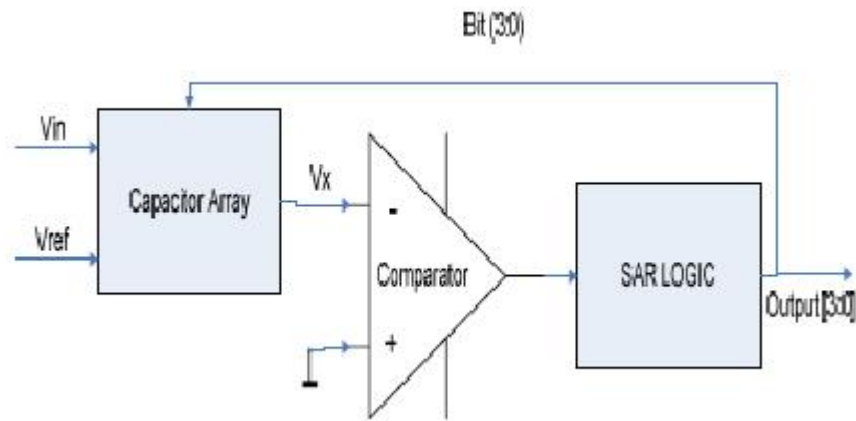 Bit (3:0)
Vin
Vx
Capacitor Array
-
Vref
Comparator
SAR LOGIC
+
Output [3:0]